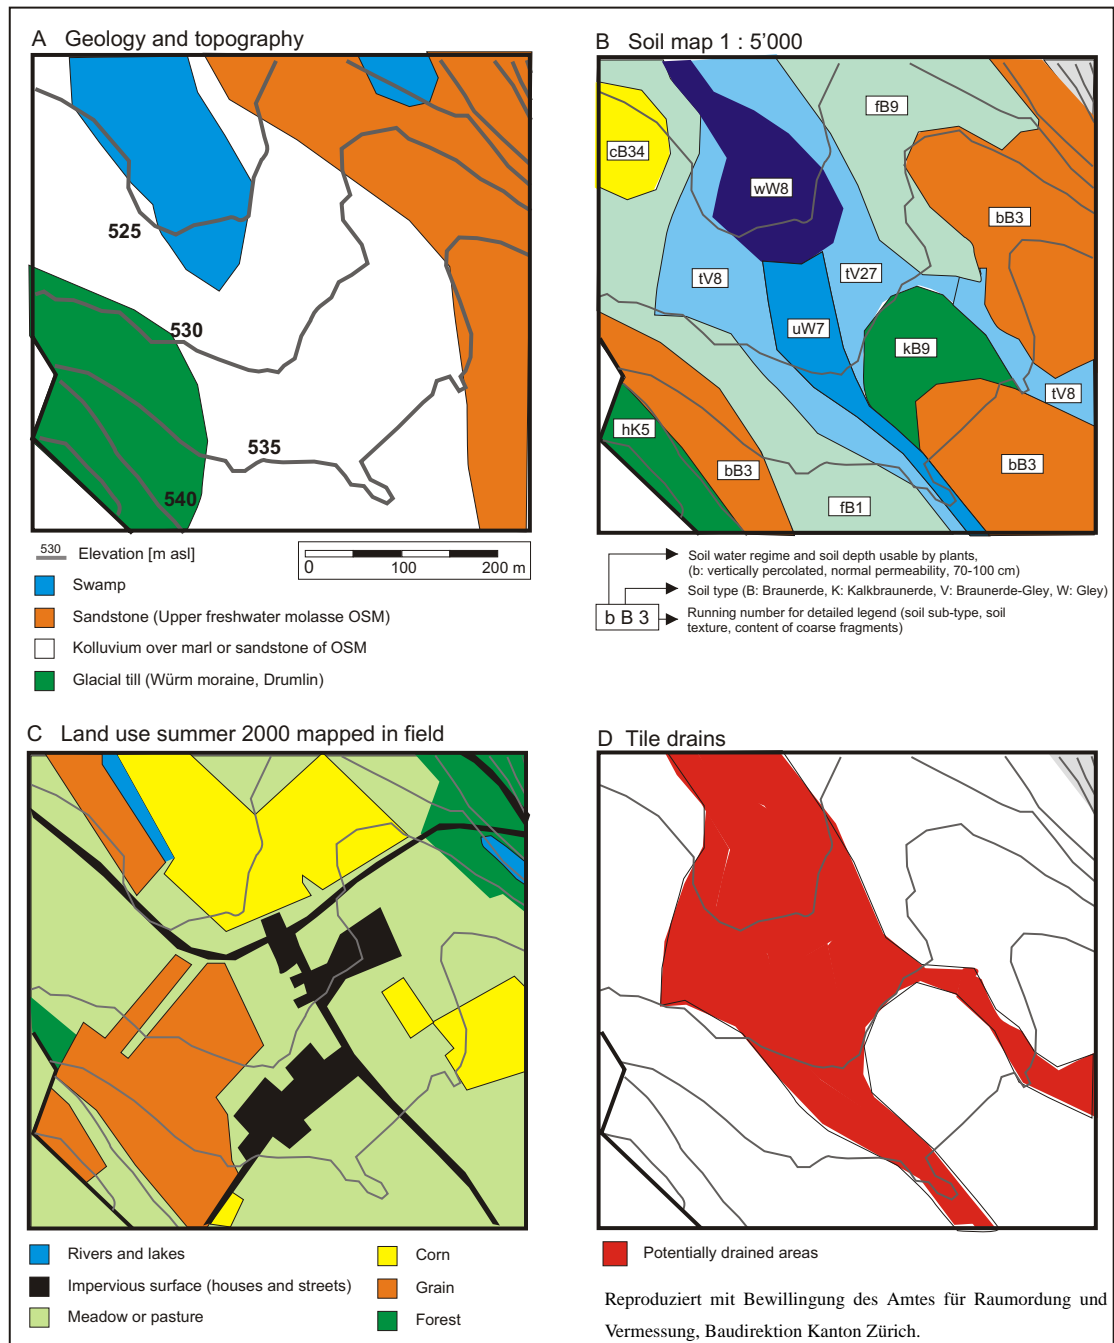 A Geology and topography
525
530
535
540
530 Elevation [m asl]
0 100 200 m
Swamp
Sandstone (Upper freshwater molasse OSM)
Kolluvium over marl or sandstone of OSM
Glacial till (Würm moraine, Drumlin)
B Soil map 1 : 5'000
fB9
cB34
wW8
bB3
tV8
tV27
uW7
kB9
tV8
hK5
bB3
bB3
fB1
Soil water regime and soil depth usable by plants,
(b: vertically percolated, normal permeability, 70-100 cm)
Soil type (B: Braunerde, K: Kalkbraunerde, V: Braunerde-Gley, W: Gley)
b B 3
Running number for detailed legend (soil sub-type, soil
texture, content of coarse fragments)
C Land use summer 2000 mapped in field
Rivers and lakes
Impervious surface (houses and streets)
Meadow or pasture
Corn
Grain
Forest
D Tile drains
Potentially drained areas
Reproduziert mit Bewillingung des Amtes für Raumordung und
Vermessung, Baudirektion Kanton Zürich.